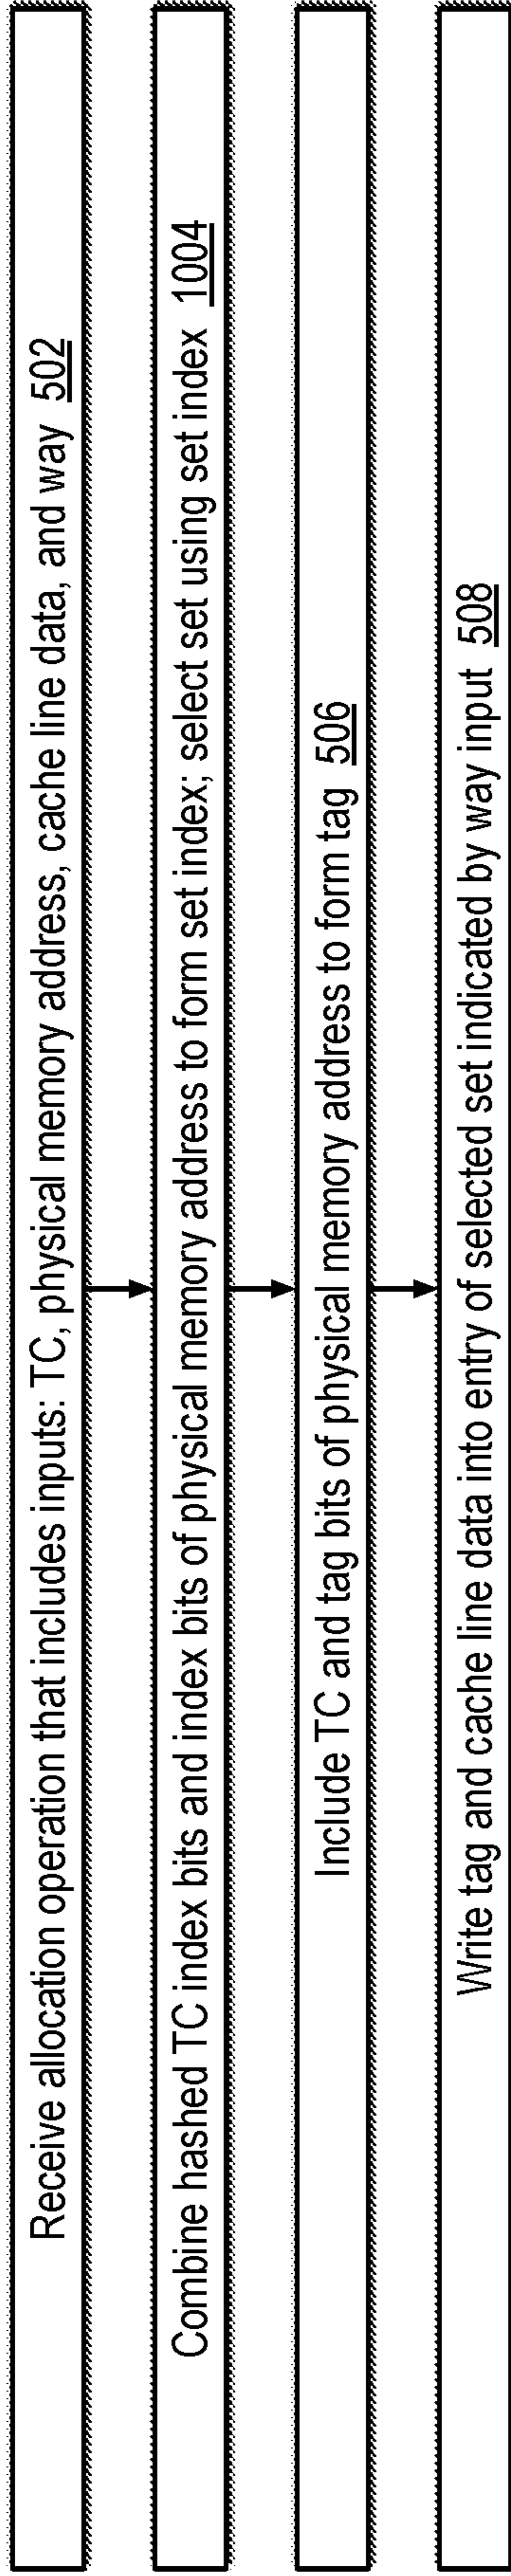 Receive allocation operation that includes inputs: TC, physical memory address, cache line data, and way 502
Combine hashed TC index bits and index bits of physical memory address to form set index; select set using set index 1004
Include TC and tag bits of physical memory address to form tag 506
Write tag and cache line data into entry of selected set indicated by way input 508